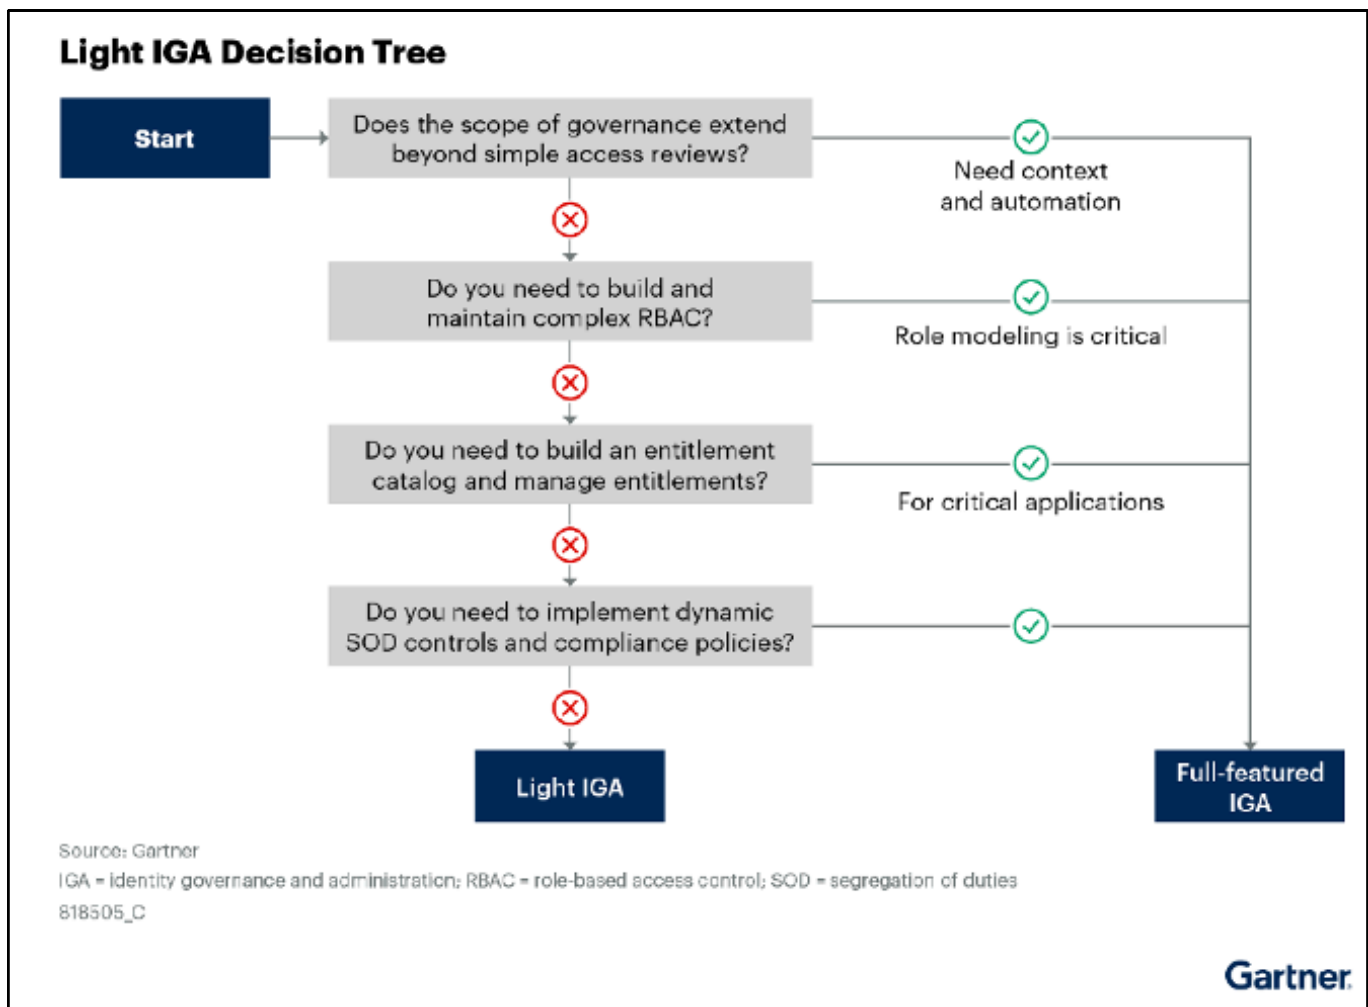 Light IGA Decision Tree
Start
Does the scope of governance extend
beyond simple access reviews?
Need context
and automation
Do you need to build and
maintain complex RBAC?
Role modeling is critical
Do you need to build an entitlement
catalog and manage entitlements?
For critical applications
Do you need to implement dynamic
SOD controls and compliance policies?
Light IGA
Full-featured
IGA
Source: Gartner
IGA = identity governance and administration; RBAC = role-based access control; SOD = segregation of duties
818505_C
Gartner.